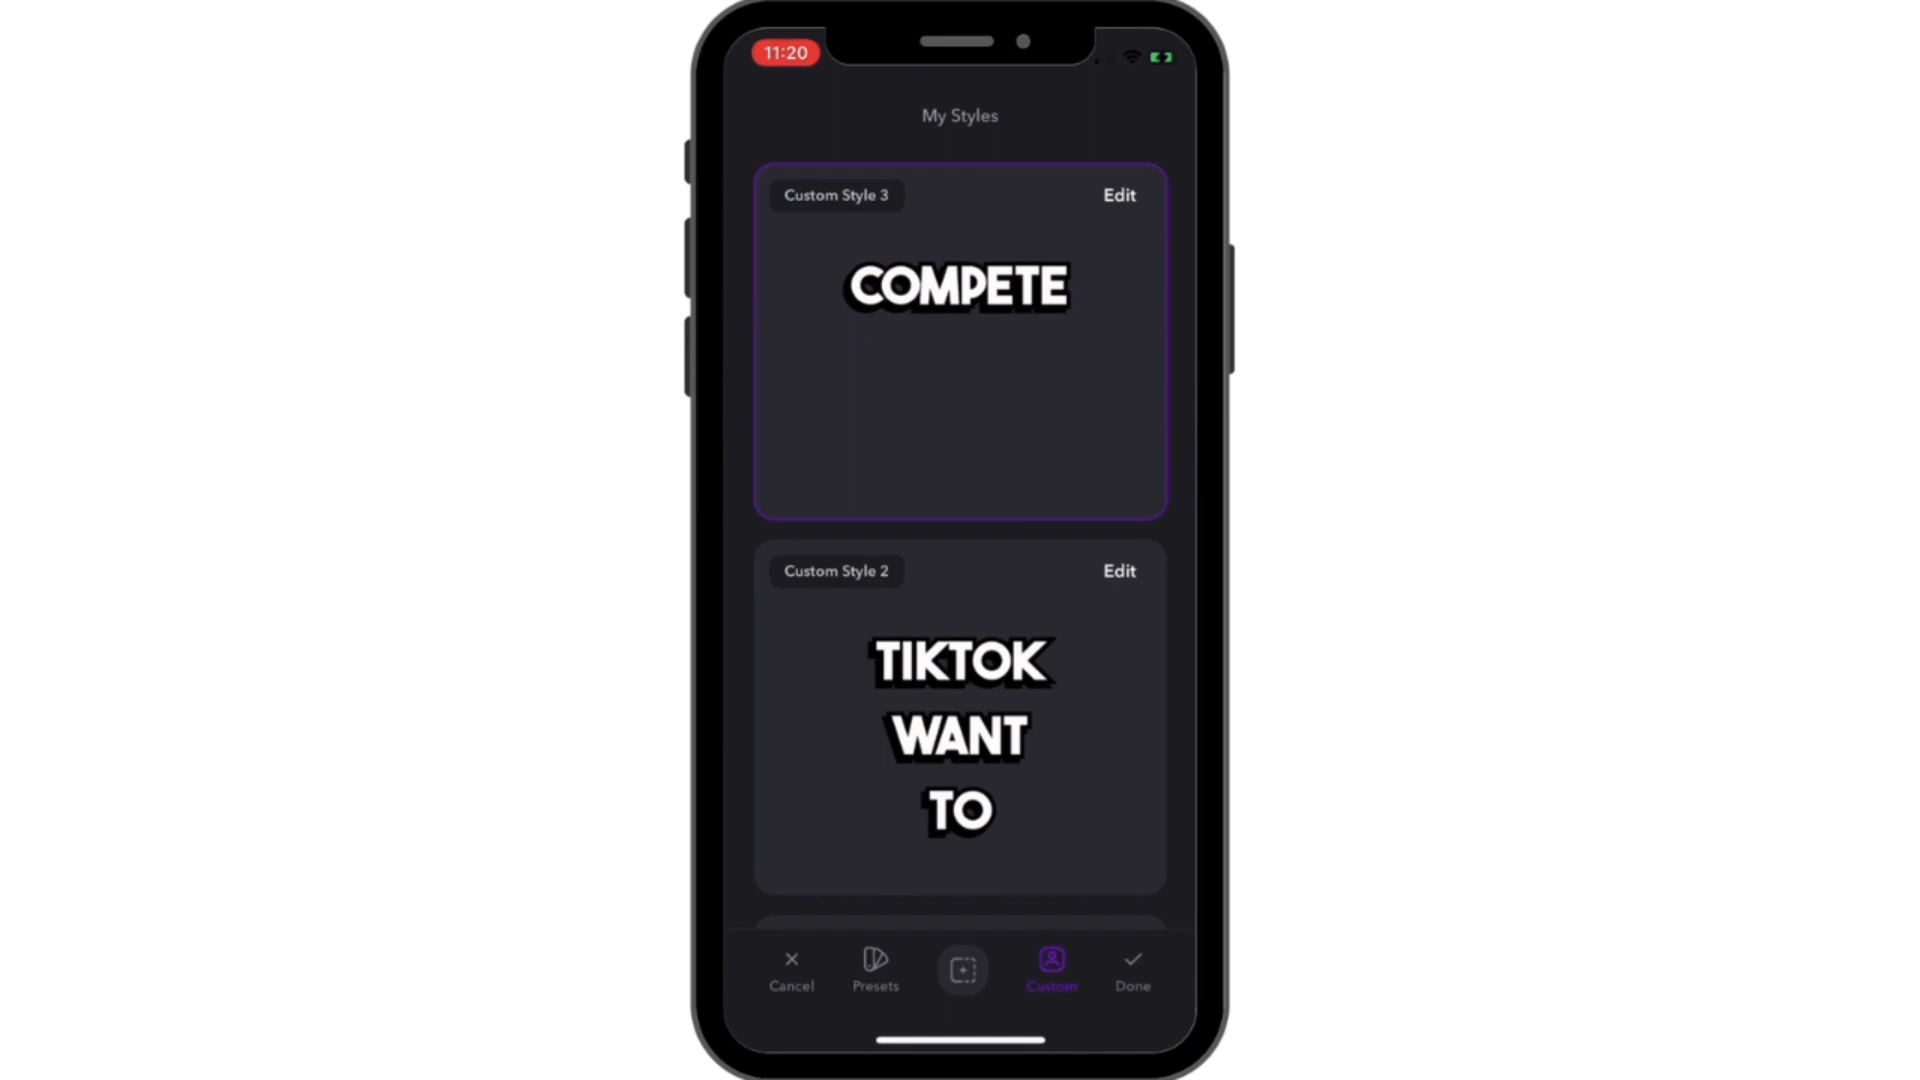 11:20
My Styles
Custom Style 3
Edit
COMPETE
Custom Style 2
Edit
TIKTOK
WANT
TO
Cancel
Presets
Custom
Done